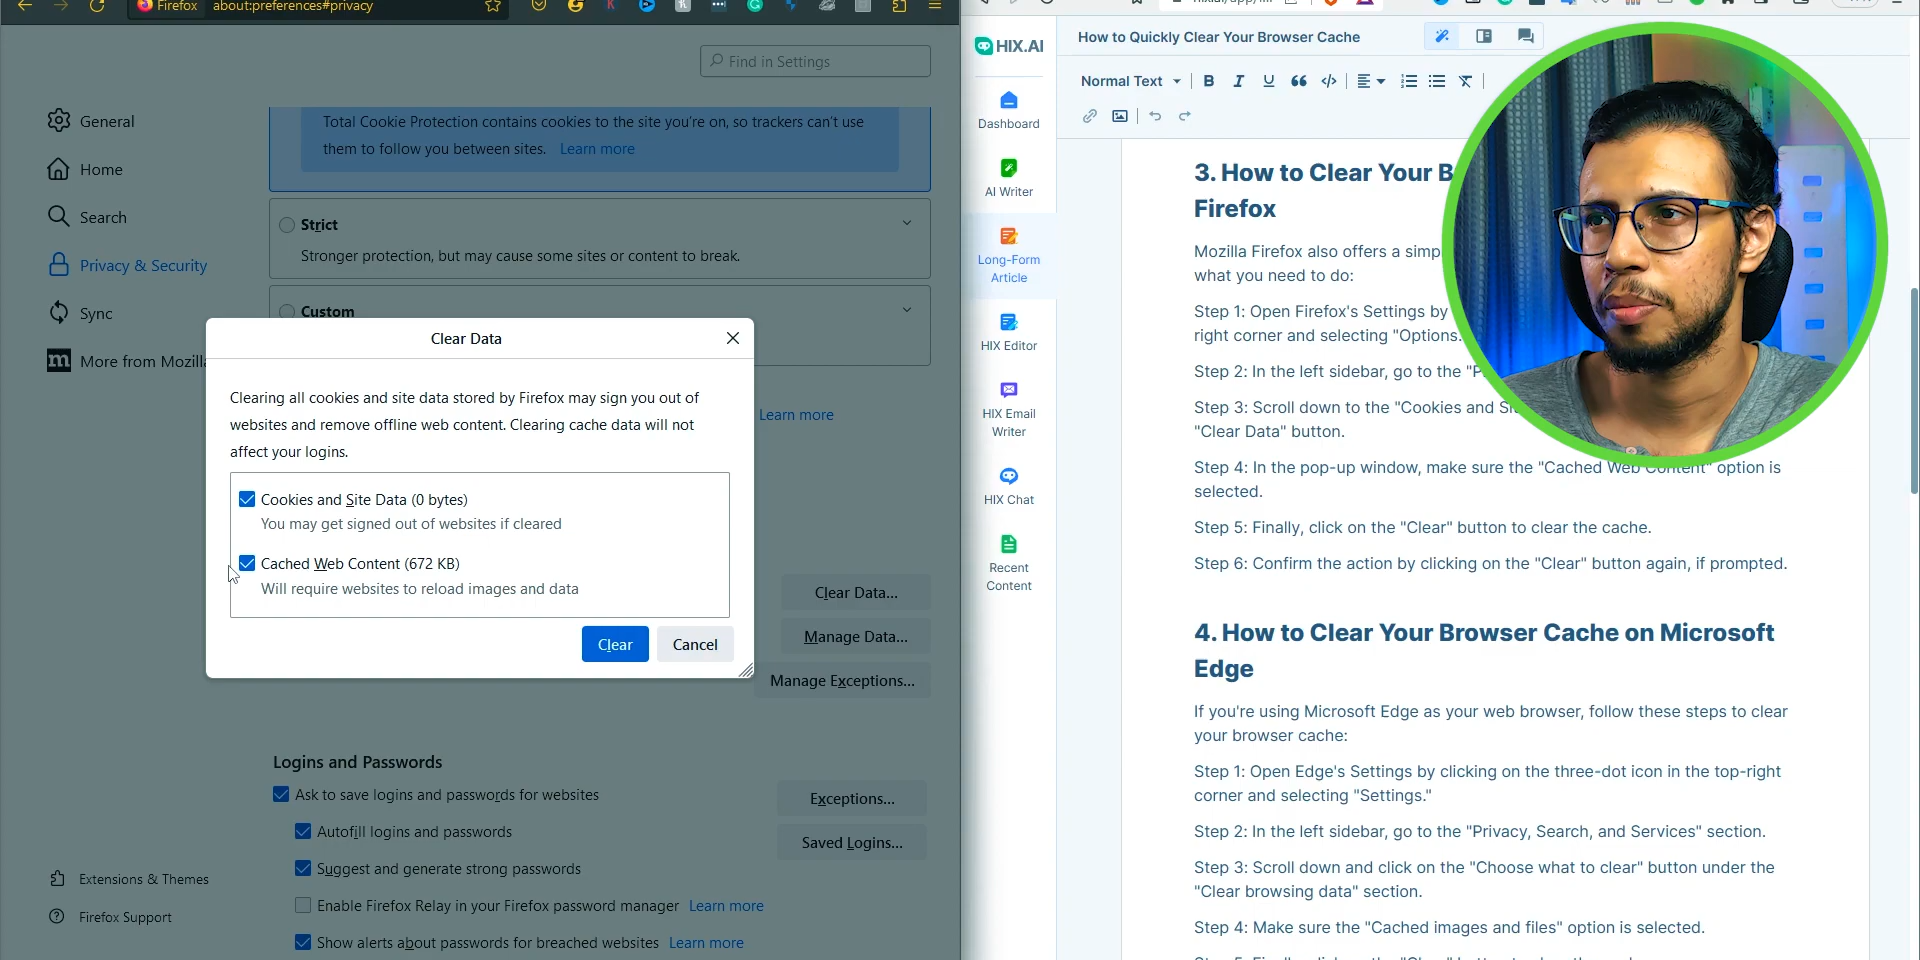 Firefox
about:preferences#privacy
Find in Settings
General
Home
Search
Privacy & Security
Sync
More from Mozilla
Total Cookie Protection contains cookies to the site you're on, so trackers can't use
them to follow you between sites. Learn more
Strict
Stronger protection, but may cause some sites or content to break.
Custom
Learn more
Clear Data
Clearing all cookies and site data stored by Firefox may sign you out of
websites and remove offline web content. Clearing cache data will not
affect your logins.
Cookies and Site Data (0 bytes)
You may get signed out of websites if cleared
Cached Web Content (672 KB)
Will require websites to reload images and data
Clear
Cancel
Clear Data...
Manage Data...
Manage Exceptions...
Logins and Passwords
Ask to save logins and passwords for websites
Exceptions...
Autofill logins and passwords
Saved Logins...
Suggest and generate strong passwords
Enable Firefox Relay in your Firefox password manager Learn more
Show alerts about passwords for breached websites Learn more
Extensions & Themes
Firefox Support
HIX.AI
Dashboard
AI Writer
Long-Form
Article
HIX Editor
HIX Email
Writer
HIX Chat
Recent
Content
How to Quickly Clear Your Browser Cache
Normal Text
3. How to Clear Your B
Firefox
Mozilla Firefox also offers a simp
what you need to do:
Step 1: Open Firefox's Settings by
right corner and selecting "Options.
Step 2: In the left sidebar, go to the "P
Step 3: Scroll down to the "Cookies and Si
"Clear Data" button.
Step 4: In the pop-up window, make sure the "Cached Web Content" option is
selected.
Step 5: Finally, click on the "Clear" button to clear the cache.
Step 6: Confirm the action by clicking on the "Clear" button again, if prompted.
4. How to Clear Your Browser Cache on Microsoft
Edge
If you're using Microsoft Edge as your web browser, follow these steps to clear
your browser cache:
Step 1: Open Edge's Settings by clicking on the three-dot icon in the top-right
corner and selecting "Settings."
Step 2: In the left sidebar, go to the "Privacy, Search, and Services" section.
Step 3: Scroll down and click on the "Choose what to clear" button under the
"Clear browsing data" section.
Step 4: Make sure the "Cached images and files" option is selected.